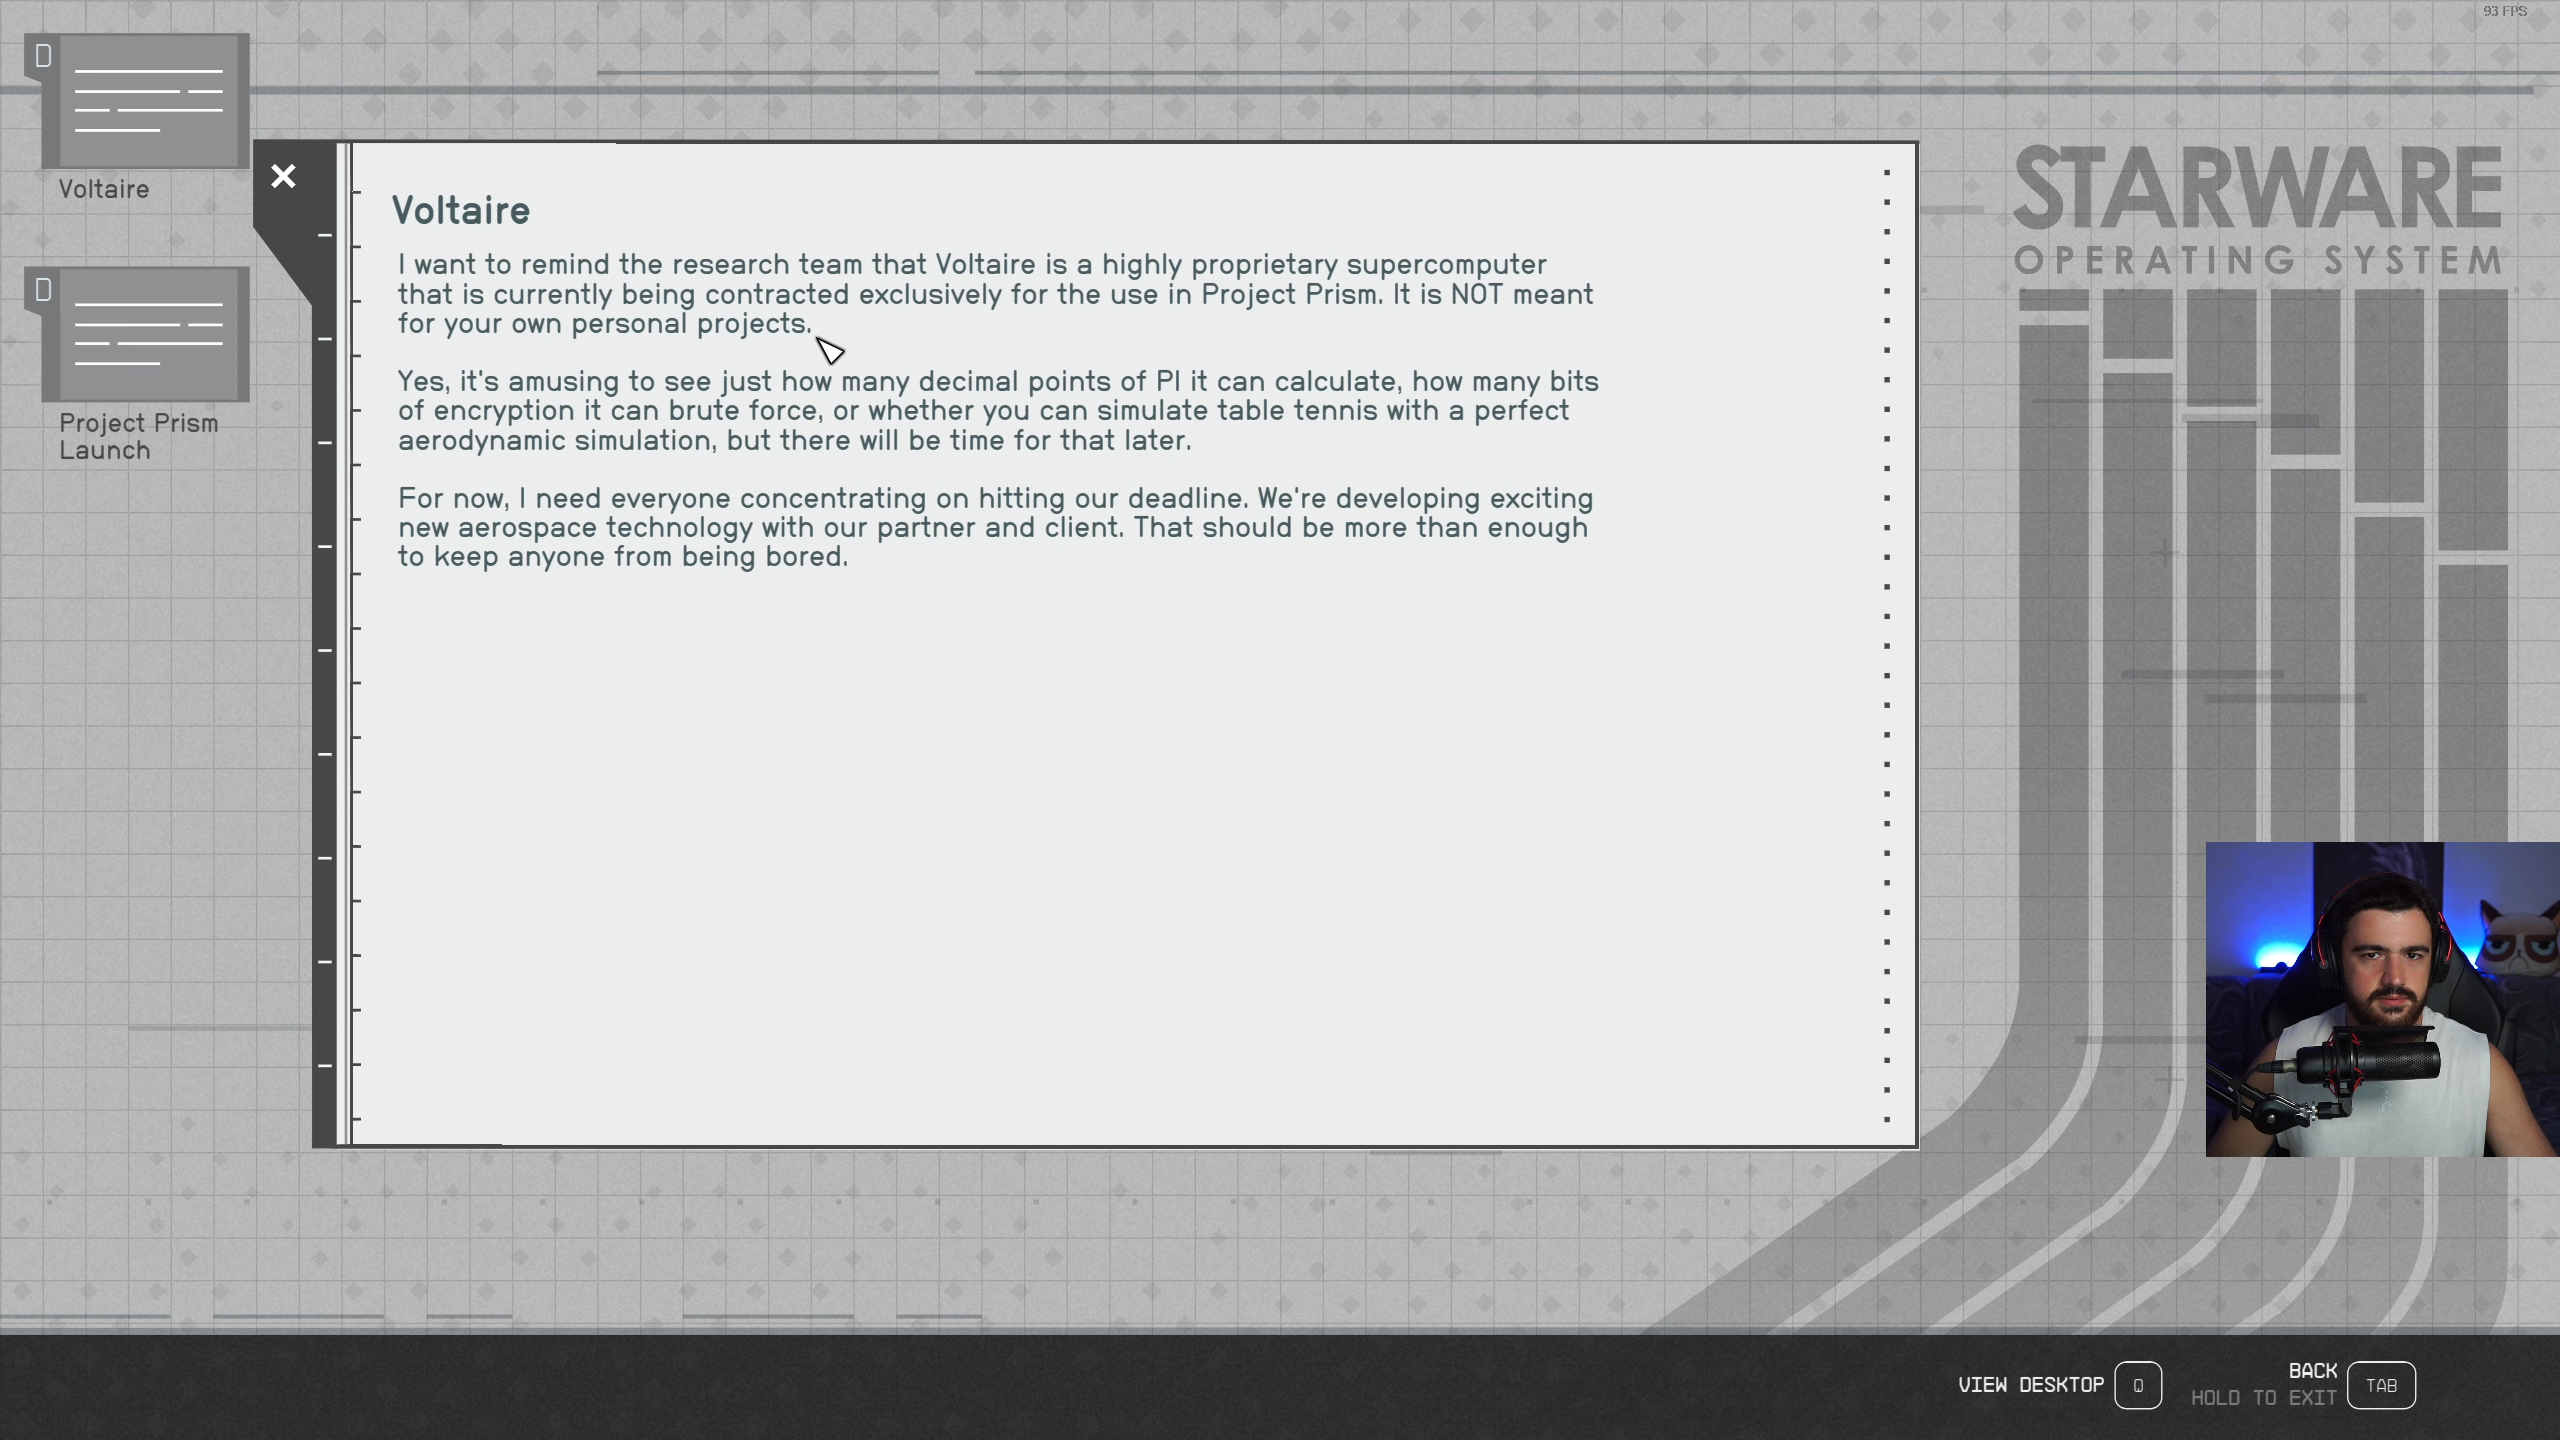 93 FPS
D
Voltaire
D
Project Prism
Launch
STARWARE
OPERATING SYSTEM
Voltaire
I want to remind the research team that Voltaire is a highly proprietary supercomputer
that is currently being contracted exclusively for the use in Project Prism. It is NOT meant
for your own personal projects.
Yes, it's amusing to see just how many decimal points of PI it can calculate, how many bits
of encryption it can brute force, or whether you can simulate table tennis with a perfect
aerodynamic simulation, but there will be time for that later.
For now, I need everyone concentrating on hitting our deadline. We're developing exciting
new aerospace technology with our partner and client. That should be more than enough
to keep anyone from being bored.
VIEW DESKTOP Q
BACK
HOLD TO EXIT TAB